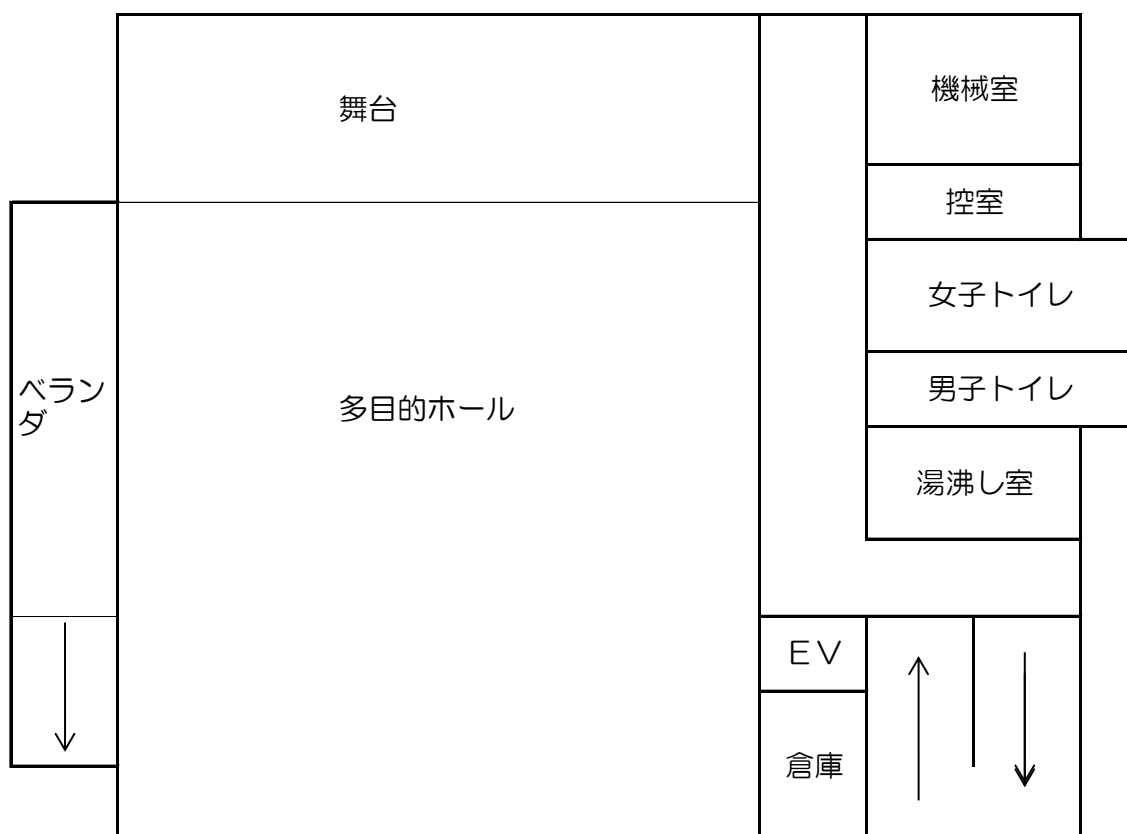 機械室
舞台
控室
女子トイレ
男子トイレ
ベラン
ダ
多目的ホール
湯沸し室
ＥＶ
倉庫